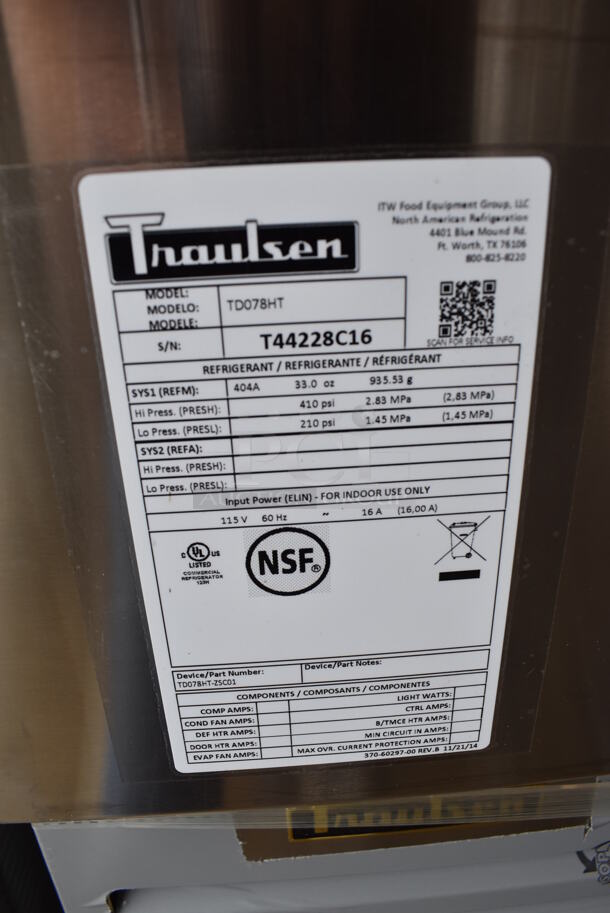 Traulsen
ITW Food Equipment Group, LLC
North American Refrigeration
4401 Blue Mound Rd.
Ft. Worth, TX 76106
800-825-8220
MODEL:
MODELO:
MODELE:
TD078HT
S/N:
T44228C16
SCAN FOR SERVICE INFO
REFRIGERANT / REFRIGERANTE / RÉFRIGÉRANT
SYS1 (REFM): 404A 33.0 oz 935.53 g
Hi Press. (PRESH): 410 psi 2.83 MPa (2,83 MPa)
Lo Press. (PRESL): 210 psi 1.45 MPa (1,45 MPa)
SYS2 (REFA):
Hi Press. (PRESH):
Lo Press. (PRESL):
Input Power (ELIN) - FOR INDOOR USE ONLY
115 V 60 Hz ~ 16 A (16,00 A)
C UL US
LISTED
COMMERCIAL
REFRIGERATOR
123H
NSF®
Device/Part Number:
TD078HT-ZSC01
Device/Part Notes:
COMPONENTS / COMPOSANTS / COMPONENTES
COMP AMPS:
LIGHT WATTS:
COND FAN AMPS:
CTRL AMPS:
DEF HTR AMPS:
B/TMCE HTR AMPS:
DOOR HTR AMPS:
MIN CIRCUIT IN AMPS:
EVAP FAN AMPS:
MAX OVR. CURRENT PROTECTION AMPS:
370-60297-00 REV.B 11/21/14
Traulsen